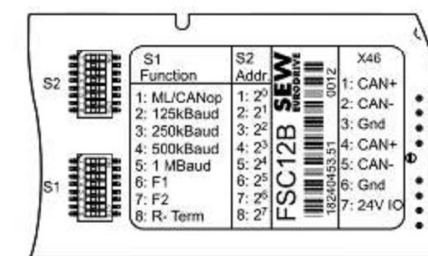 S2
S1
S1
Function
1: ML/CANop
2: 125kBaud
3: 250kBaud
4: 500kBaud
5: 1 MBaud
6: F1
7: F2
8: R- Term
S2
Addr.
1: 2⁰
2: 2¹
3: 2²
4: 2³
5: 2⁴
6: 2⁵
7: 2⁶
8: 2⁷
FSC12B
SEW
EURODRIVE
0012
18240453.51
X46
1: CAN+
2: CAN-
3: Gnd
4: CAN+
5: CAN-
6: Gnd
7: 24V IO